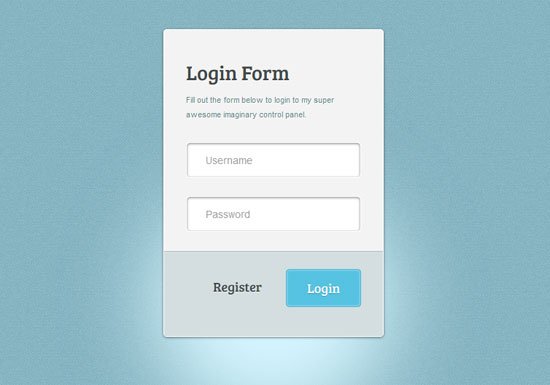 Login Form
Fill out the form below to login to my super
awesome imaginary control panel.
Username
Password
Register Login